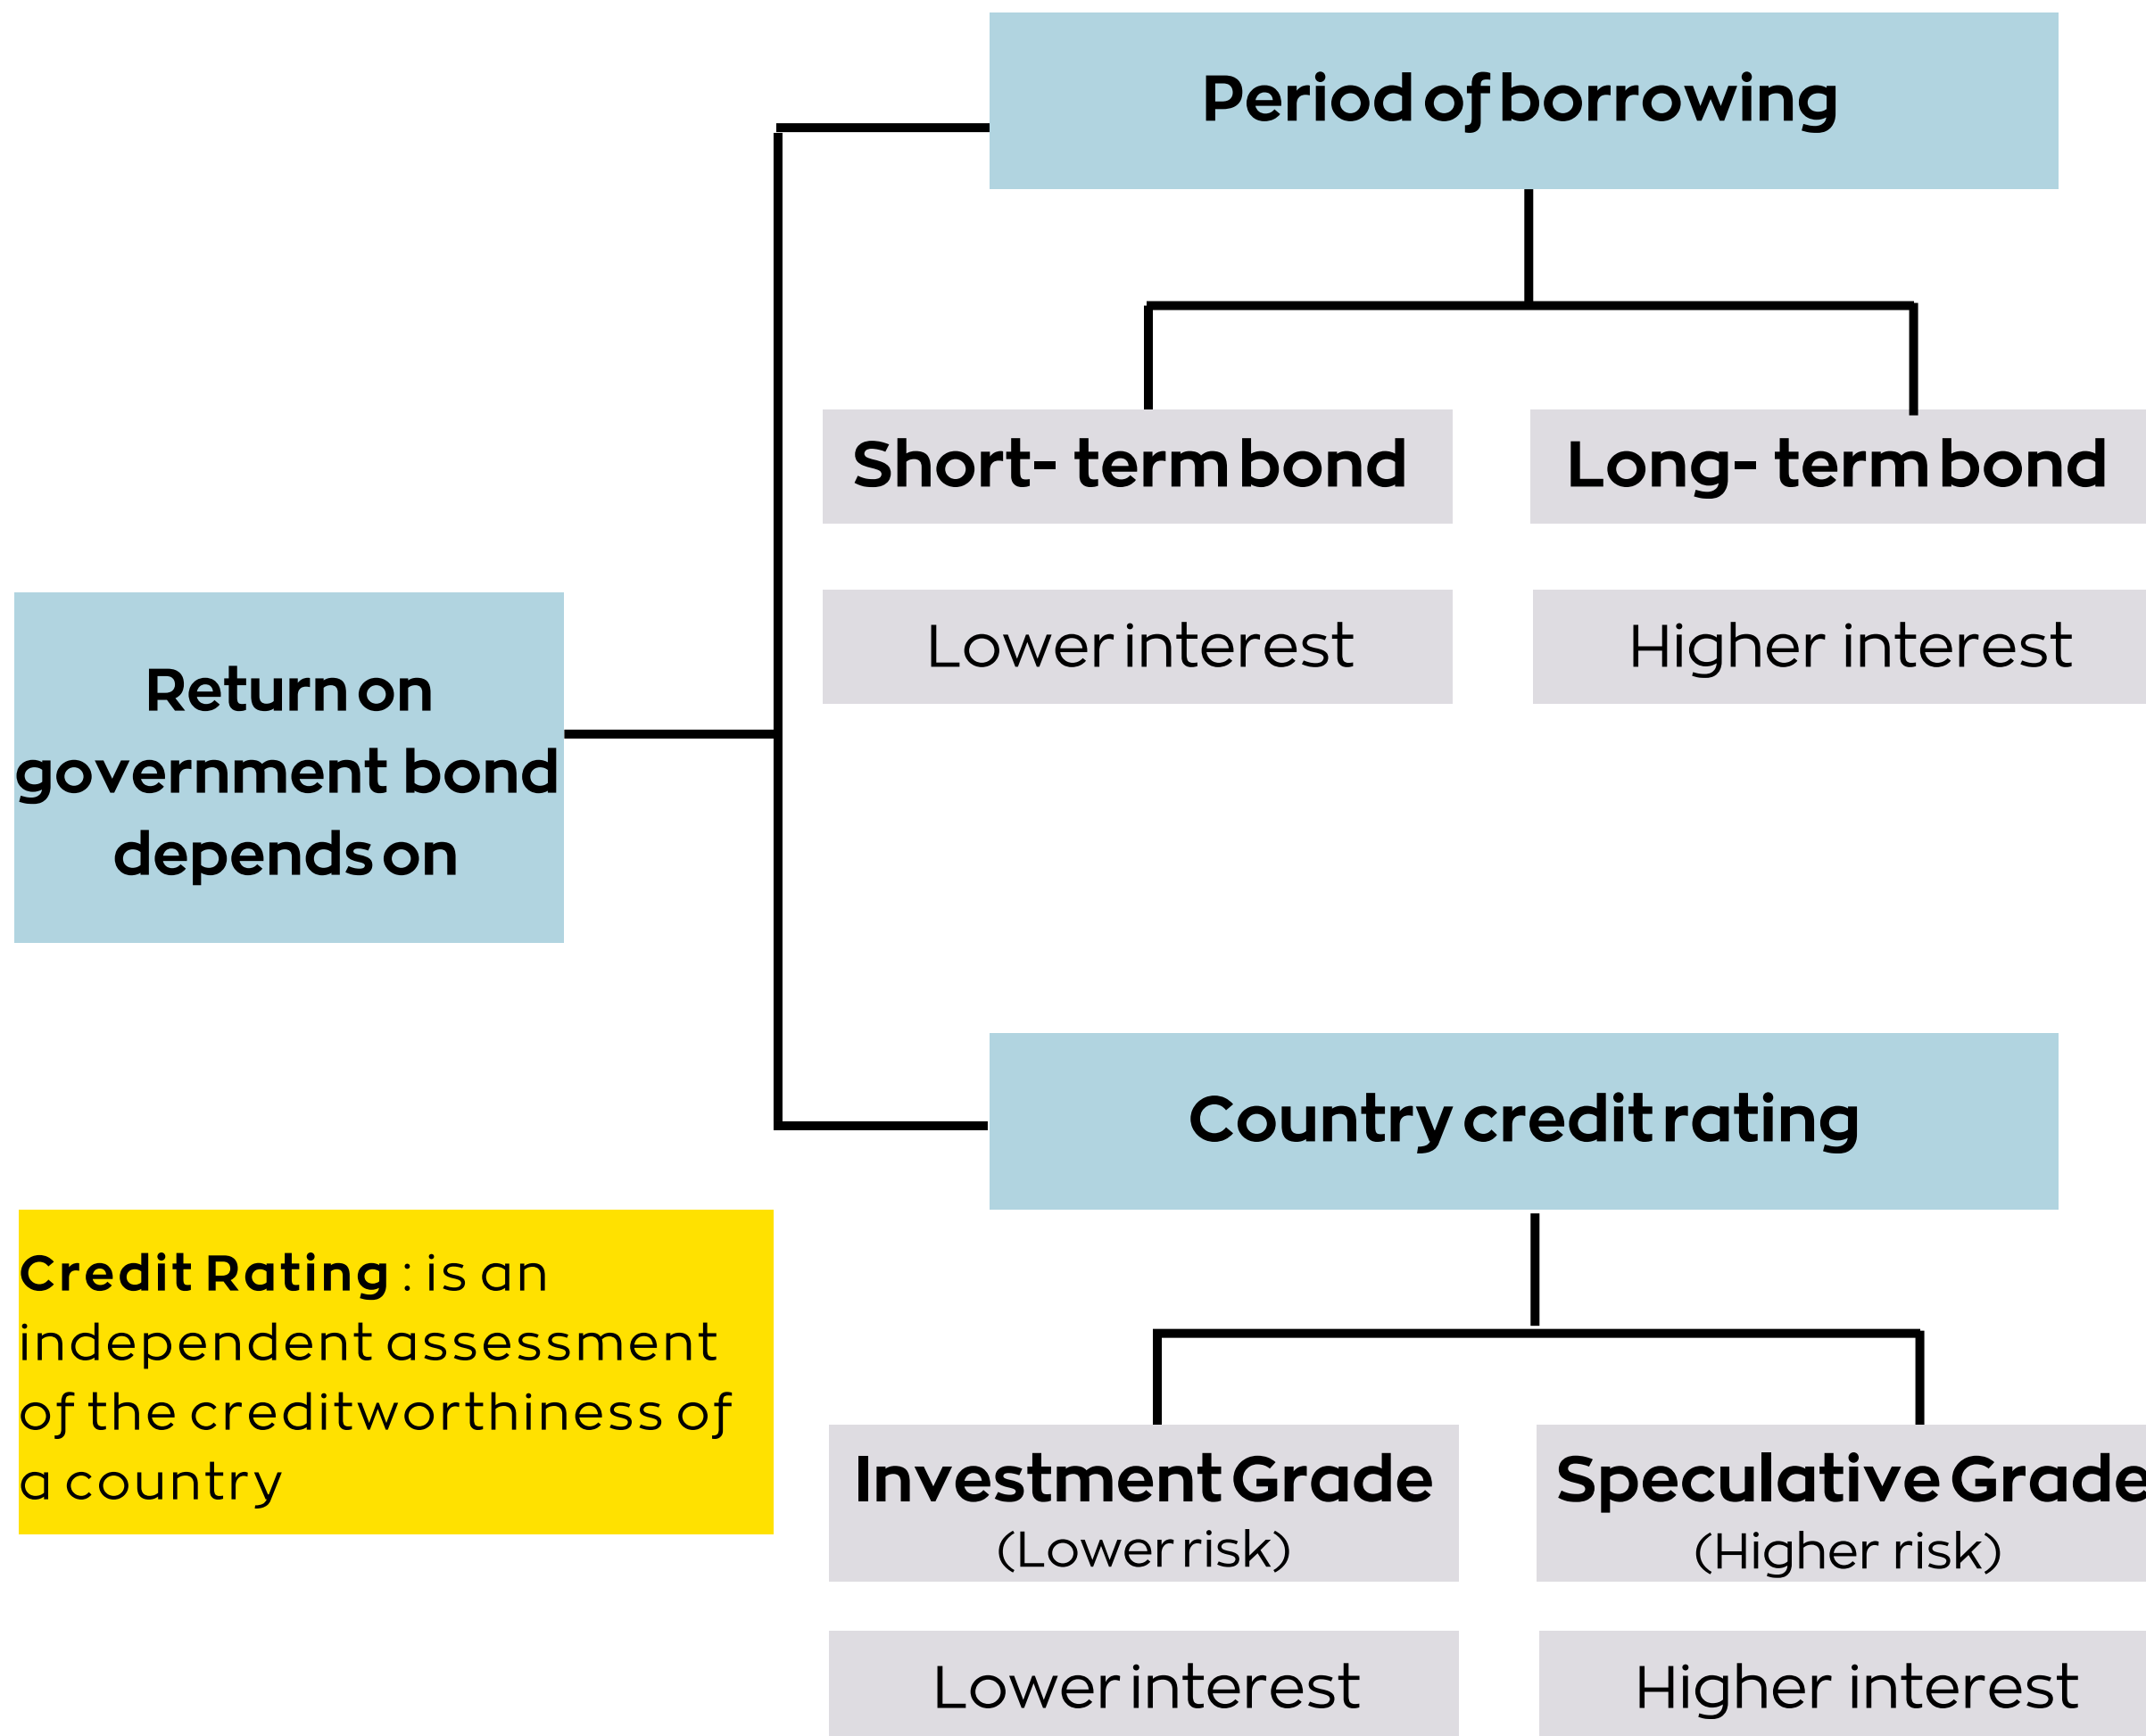 Period of borrowing
Short- term bond
Long- term bond
Lower interest
Higher interest
Return on
government bond
depends on
Country credit rating
Credit Rating : is an
independent assessment
of the creditworthiness of
a country
Investment Grade
(Lower risk)
Speculative Grade
(Higher risk)
Lower interest
Higher interest